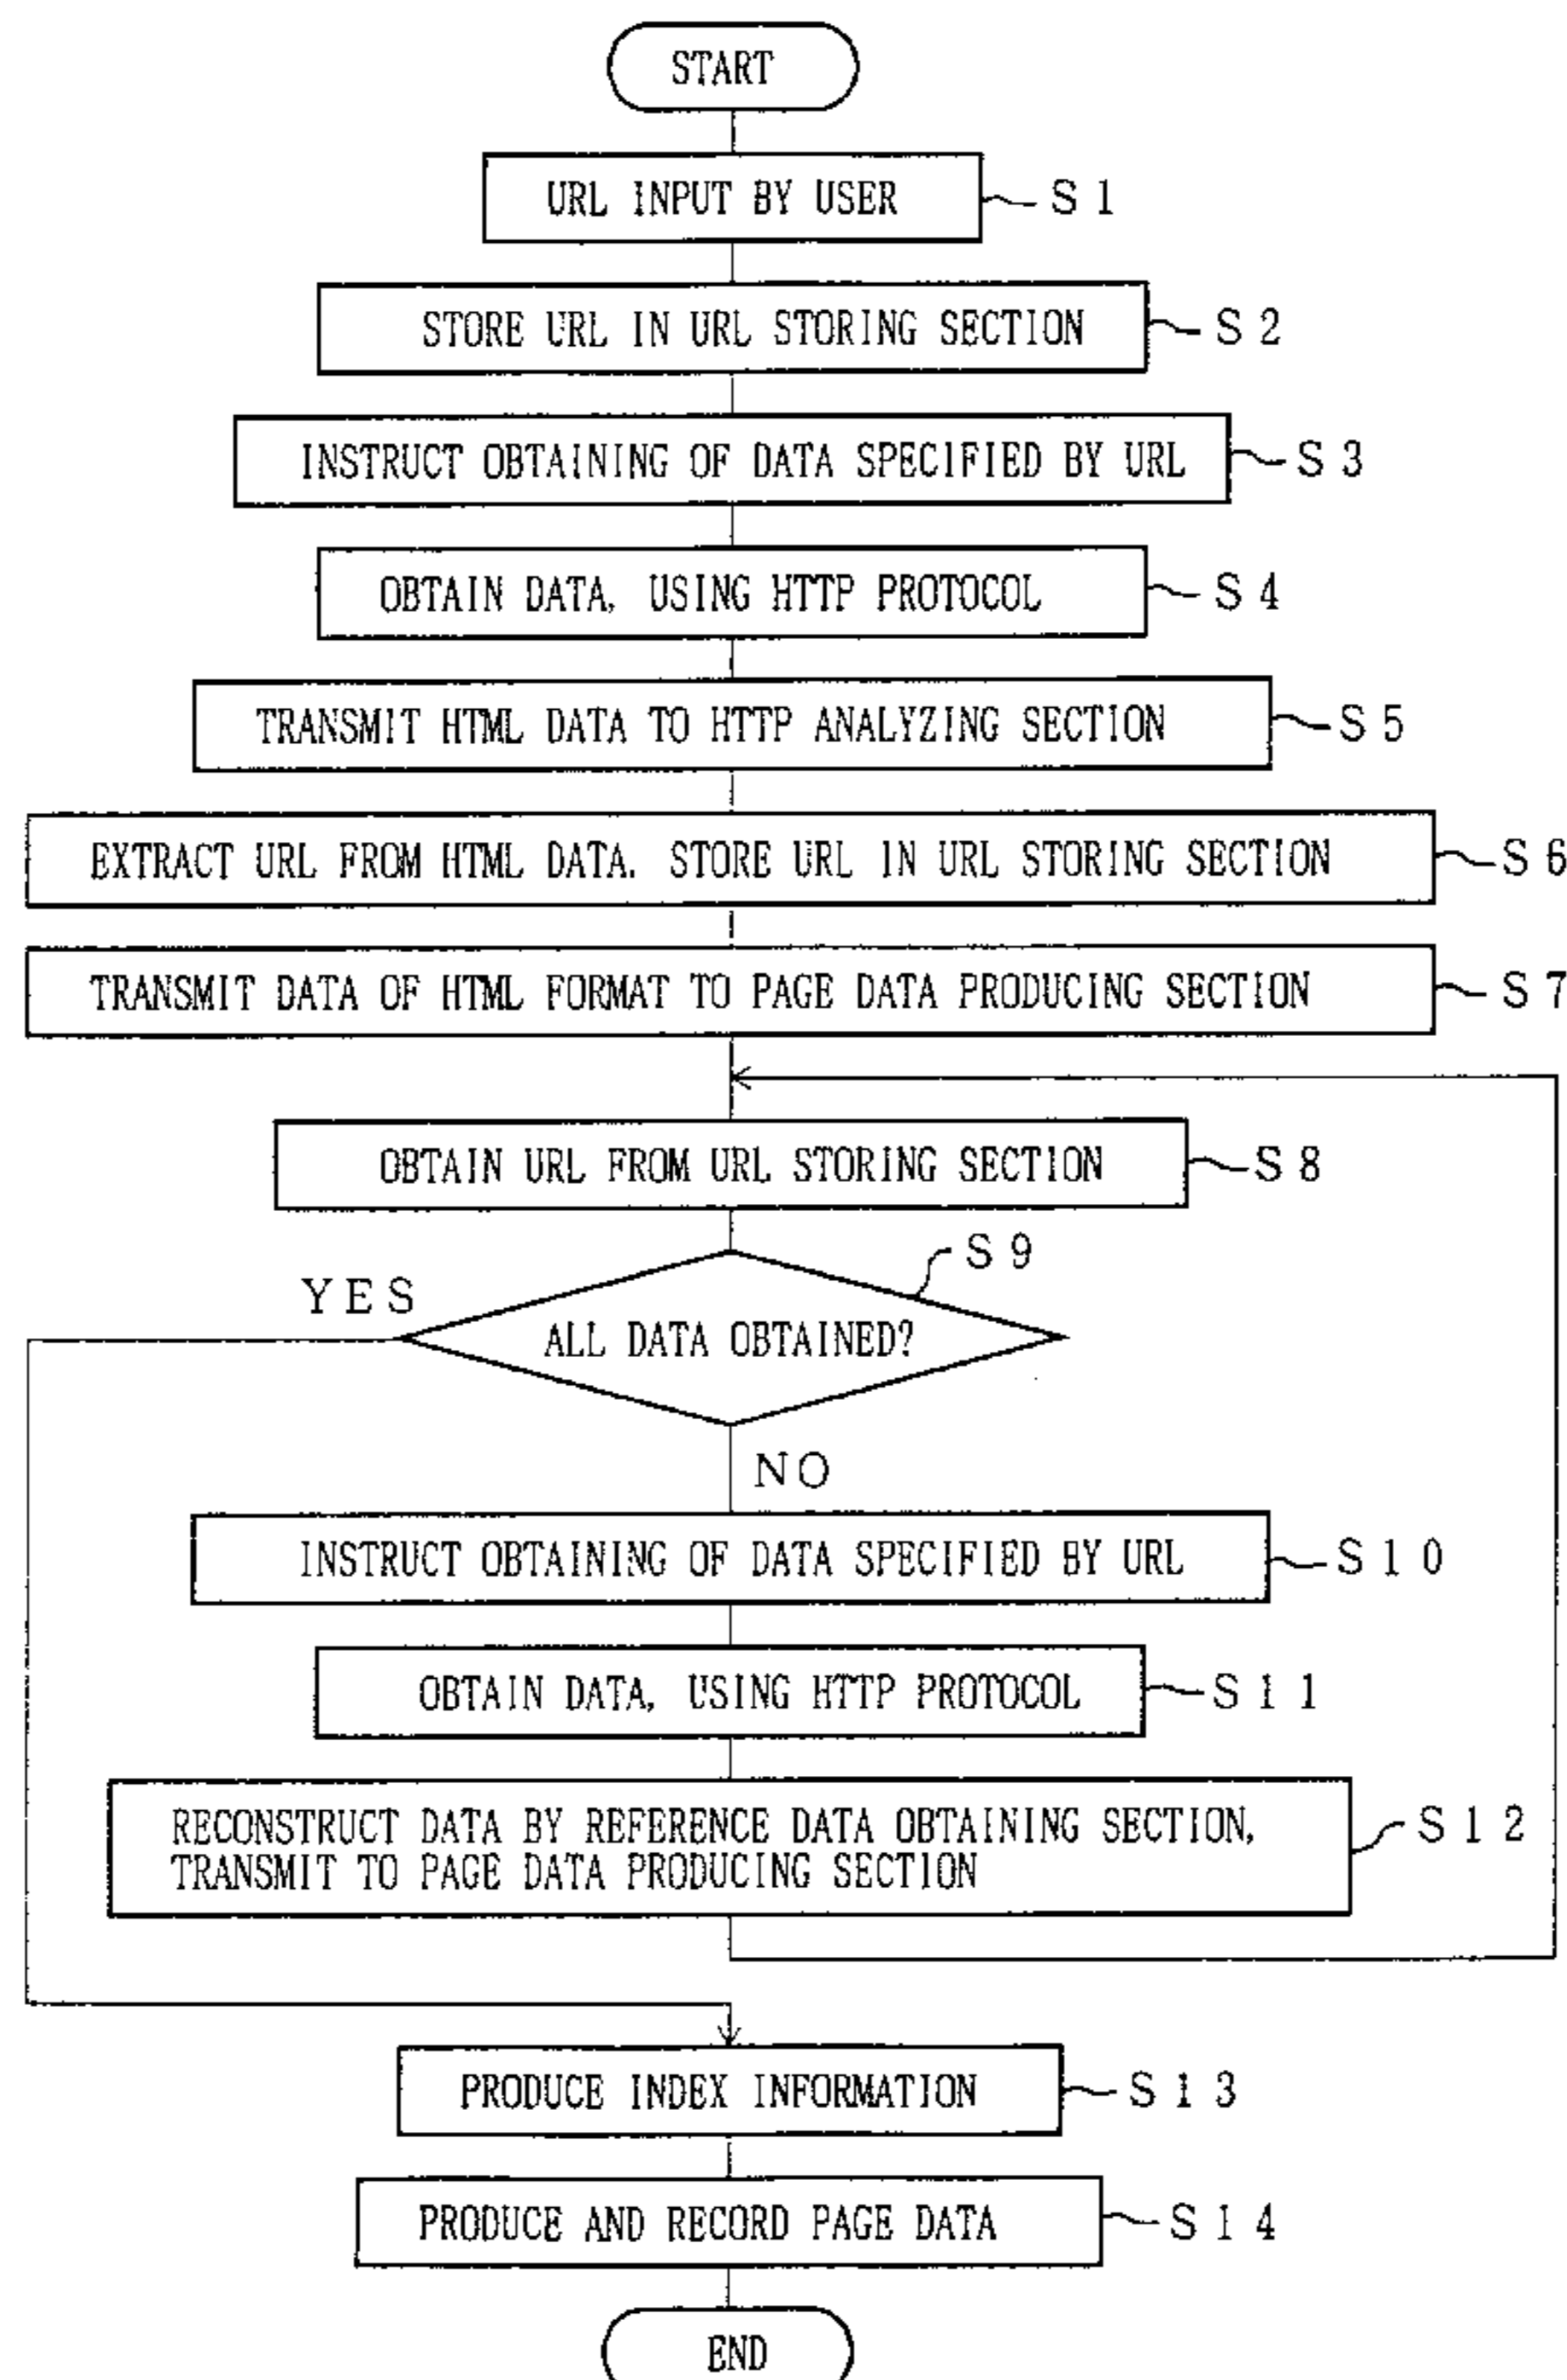 START
URL INPUT BY USER
S1
STORE URL IN URL STORING SECTION
S2
INSTRUCT OBTAINING OF DATA SPECIFIED BY URL
S3
OBTAIN DATA, USING HTTP PROTOCOL
S4
TRANSMIT HTML DATA TO HTTP ANALYZING SECTION
S5
EXTRACT URL FROM HTML DATA. STORE URL IN URL STORING SECTION
S6
TRANSMIT DATA OF HTML FORMAT TO PAGE DATA PRODUCING SECTION
S7
OBTAIN URL FROM URL STORING SECTION
S8
S9
YES
ALL DATA OBTAINED?
NO
INSTRUCT OBTAINING OF DATA SPECIFIED BY URL
S10
OBTAIN DATA, USING HTTP PROTOCOL
S11
RECONSTRUCT DATA BY REFERENCE DATA OBTAINING SECTION,
TRANSMIT TO PAGE DATA PRODUCING SECTION
S12
PRODUCE INDEX INFORMATION
S13
PRODUCE AND RECORD PAGE DATA
S14
END